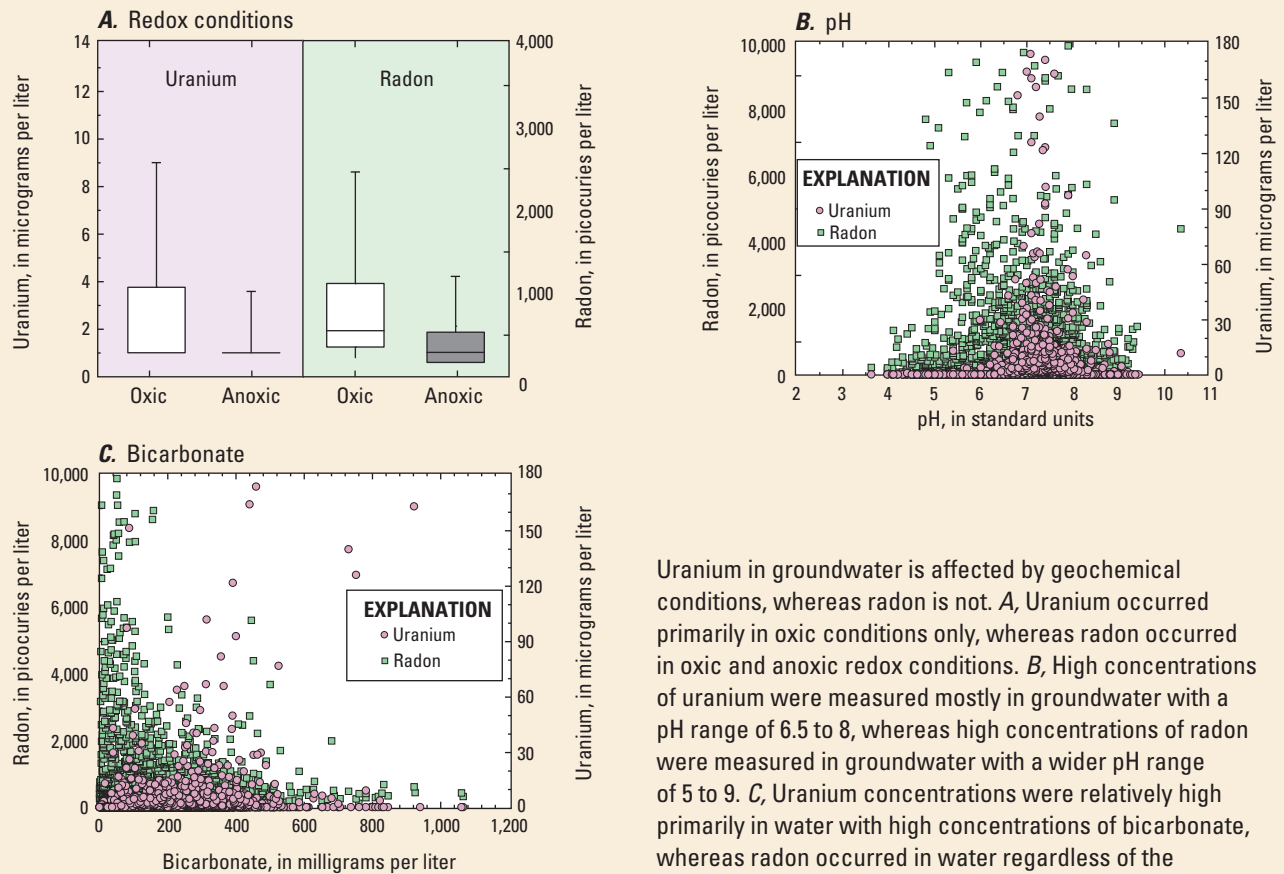 A. Redox conditions
14
12
10
8
6
4
2
0
Uranium, in micrograms per liter
Uranium
Radon
4,000
3,000
2,000
1,000
0
Radon, in picocuries per liter
Oxic
Anoxic
Oxic
Anoxic
B. pH
10,000
8,000
6,000
4,000
2,000
0
Radon, in picocuries per liter
EXPLANATION
Uranium
Radon
180
150
120
90
60
30
0
Uranium, in micrograms per liter
2
3
4
5
6
7
8
9
10
11
pH, in standard units
C. Bicarbonate
10,000
8,000
6,000
4,000
2,000
0
Radon, in picocuries per liter
EXPLANATION
Uranium
Radon
180
150
120
90
60
30
0
Uranium, in micrograms per liter
0
200
400
600
800
1,000
1,200
Bicarbonate, in milligrams per liter
Uranium in groundwater is affected by geochemical
conditions, whereas radon is not. A, Uranium occurred
primarily in oxic conditions only, whereas radon occurred
in oxic and anoxic redox conditions. B, High concentrations
of uranium were measured mostly in groundwater with a
pH range of 6.5 to 8, whereas high concentrations of radon
were measured in groundwater with a wider pH range
of 5 to 9. C, Uranium concentrations were relatively high
primarily in water with high concentrations of bicarbonate,
whereas radon occurred in water regardless of the